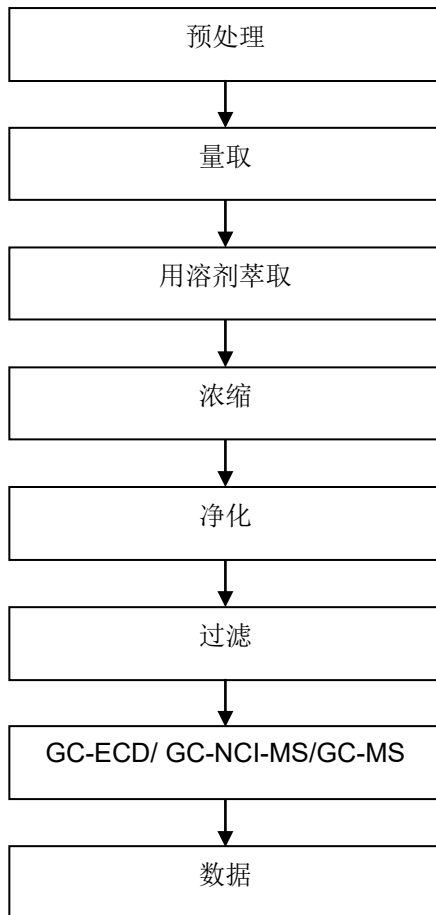 预处理
量取
用溶剂萃取
浓缩
净化
过滤
GC-ECD/ GC-NCI-MS/GC-MS
数据